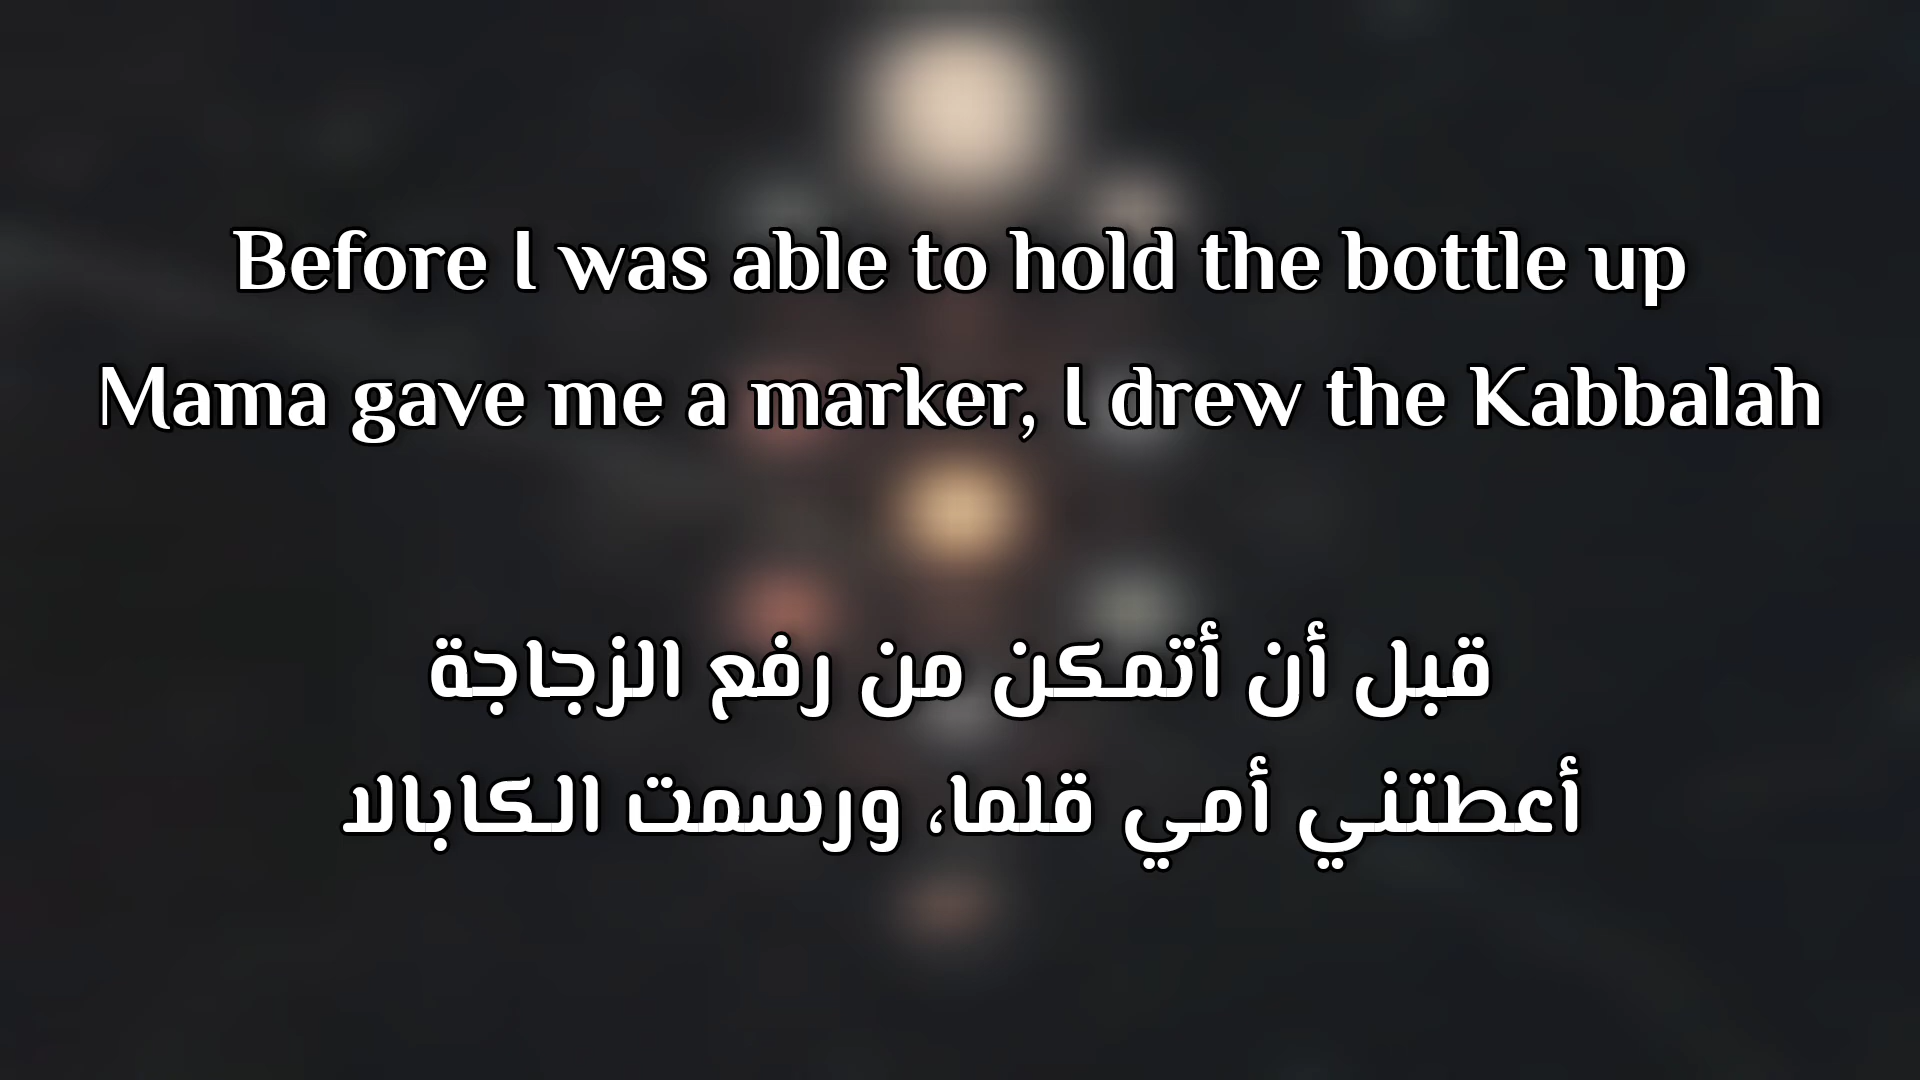 Before I was able to hold the bottle up
Mama gave me a marker, I drew the Kabbalah
قبل أن أتمكن من رفع الزجاجة
أعطتني أمي قلما، ورسمت الكابالا